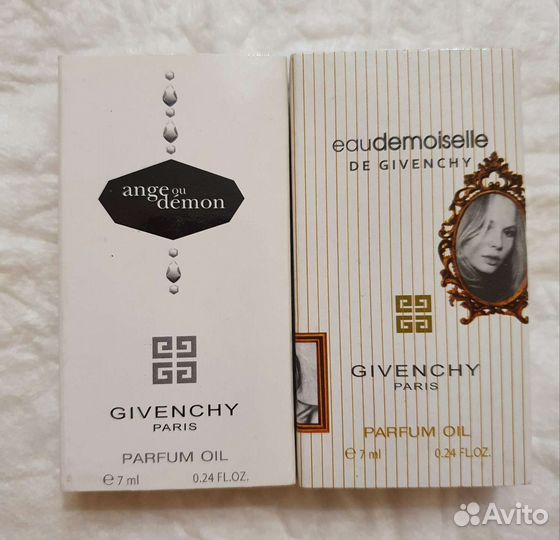 ange ou
démon
GIVENCHY
PARIS
PARFUM OIL
e 7 ml 0.24 FL.OZ.
eaudemoiselle
DE GIVENCHY
GIVENCHY
PARIS
PARFUM OIL
e 7 ml 0.24 FL.OZ.
Avito